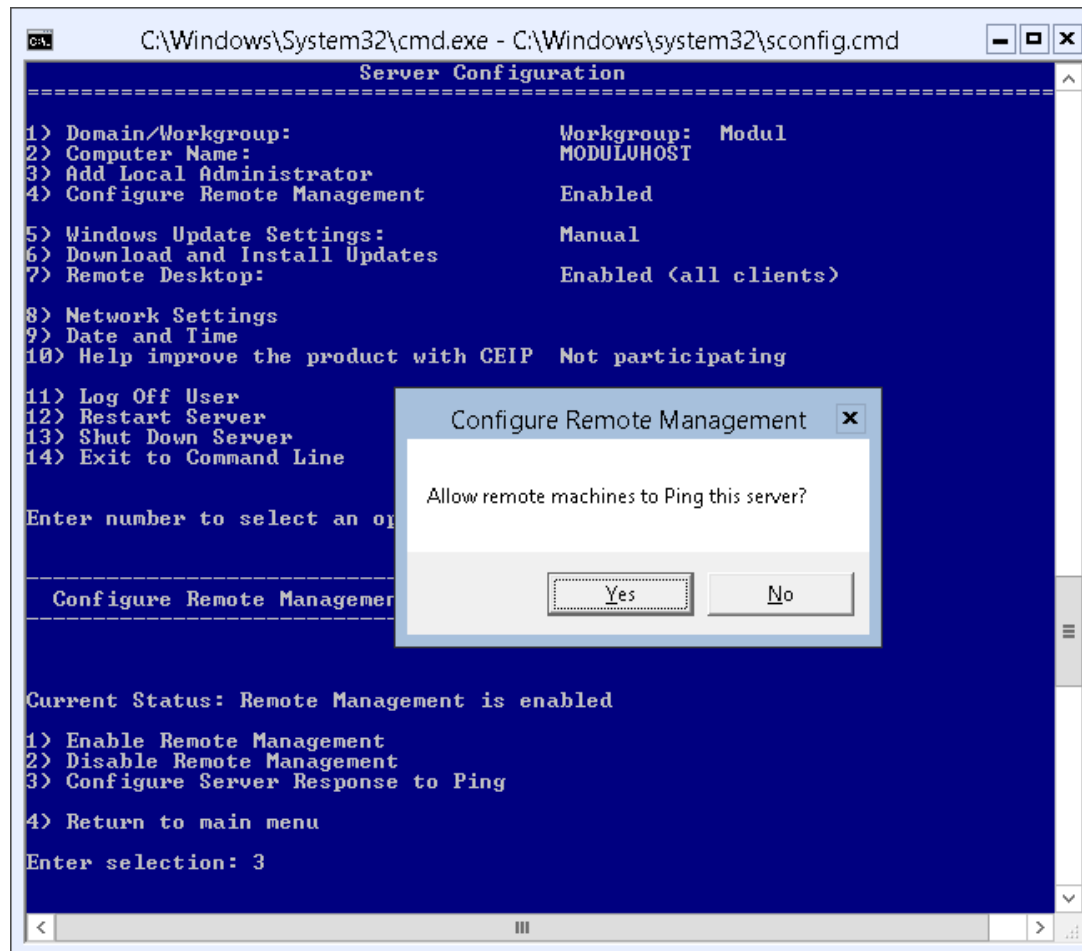 C:\Windows\System32\cmd.exe - C:\Windows\system32\sconfig.cmd
Server Configuration
===============================================================================
1) Domain/Workgroup: Workgroup: Modul
2) Computer Name: MODULVHOST
3) Add Local Administrator
4) Configure Remote Management Enabled
5) Windows Update Settings: Manual
6) Download and Install Updates
7) Remote Desktop: Enabled (all clients)
8) Network Settings
9) Date and Time
10) Help improve the product with CEIP Not participating
11) Log Off User
12) Restart Server
13) Shut Down Server
14) Exit to Command Line
Enter number to select an
Configure Remote Management
Allow remote machines to Ping this server?
Yes No
Configure Remote
Current Status: Remote Management is enabled
1) Enable Remote Management
2) Disable Remote Management
3) Configure Server Response to Ping
4) Return to main menu
Enter selection: 3